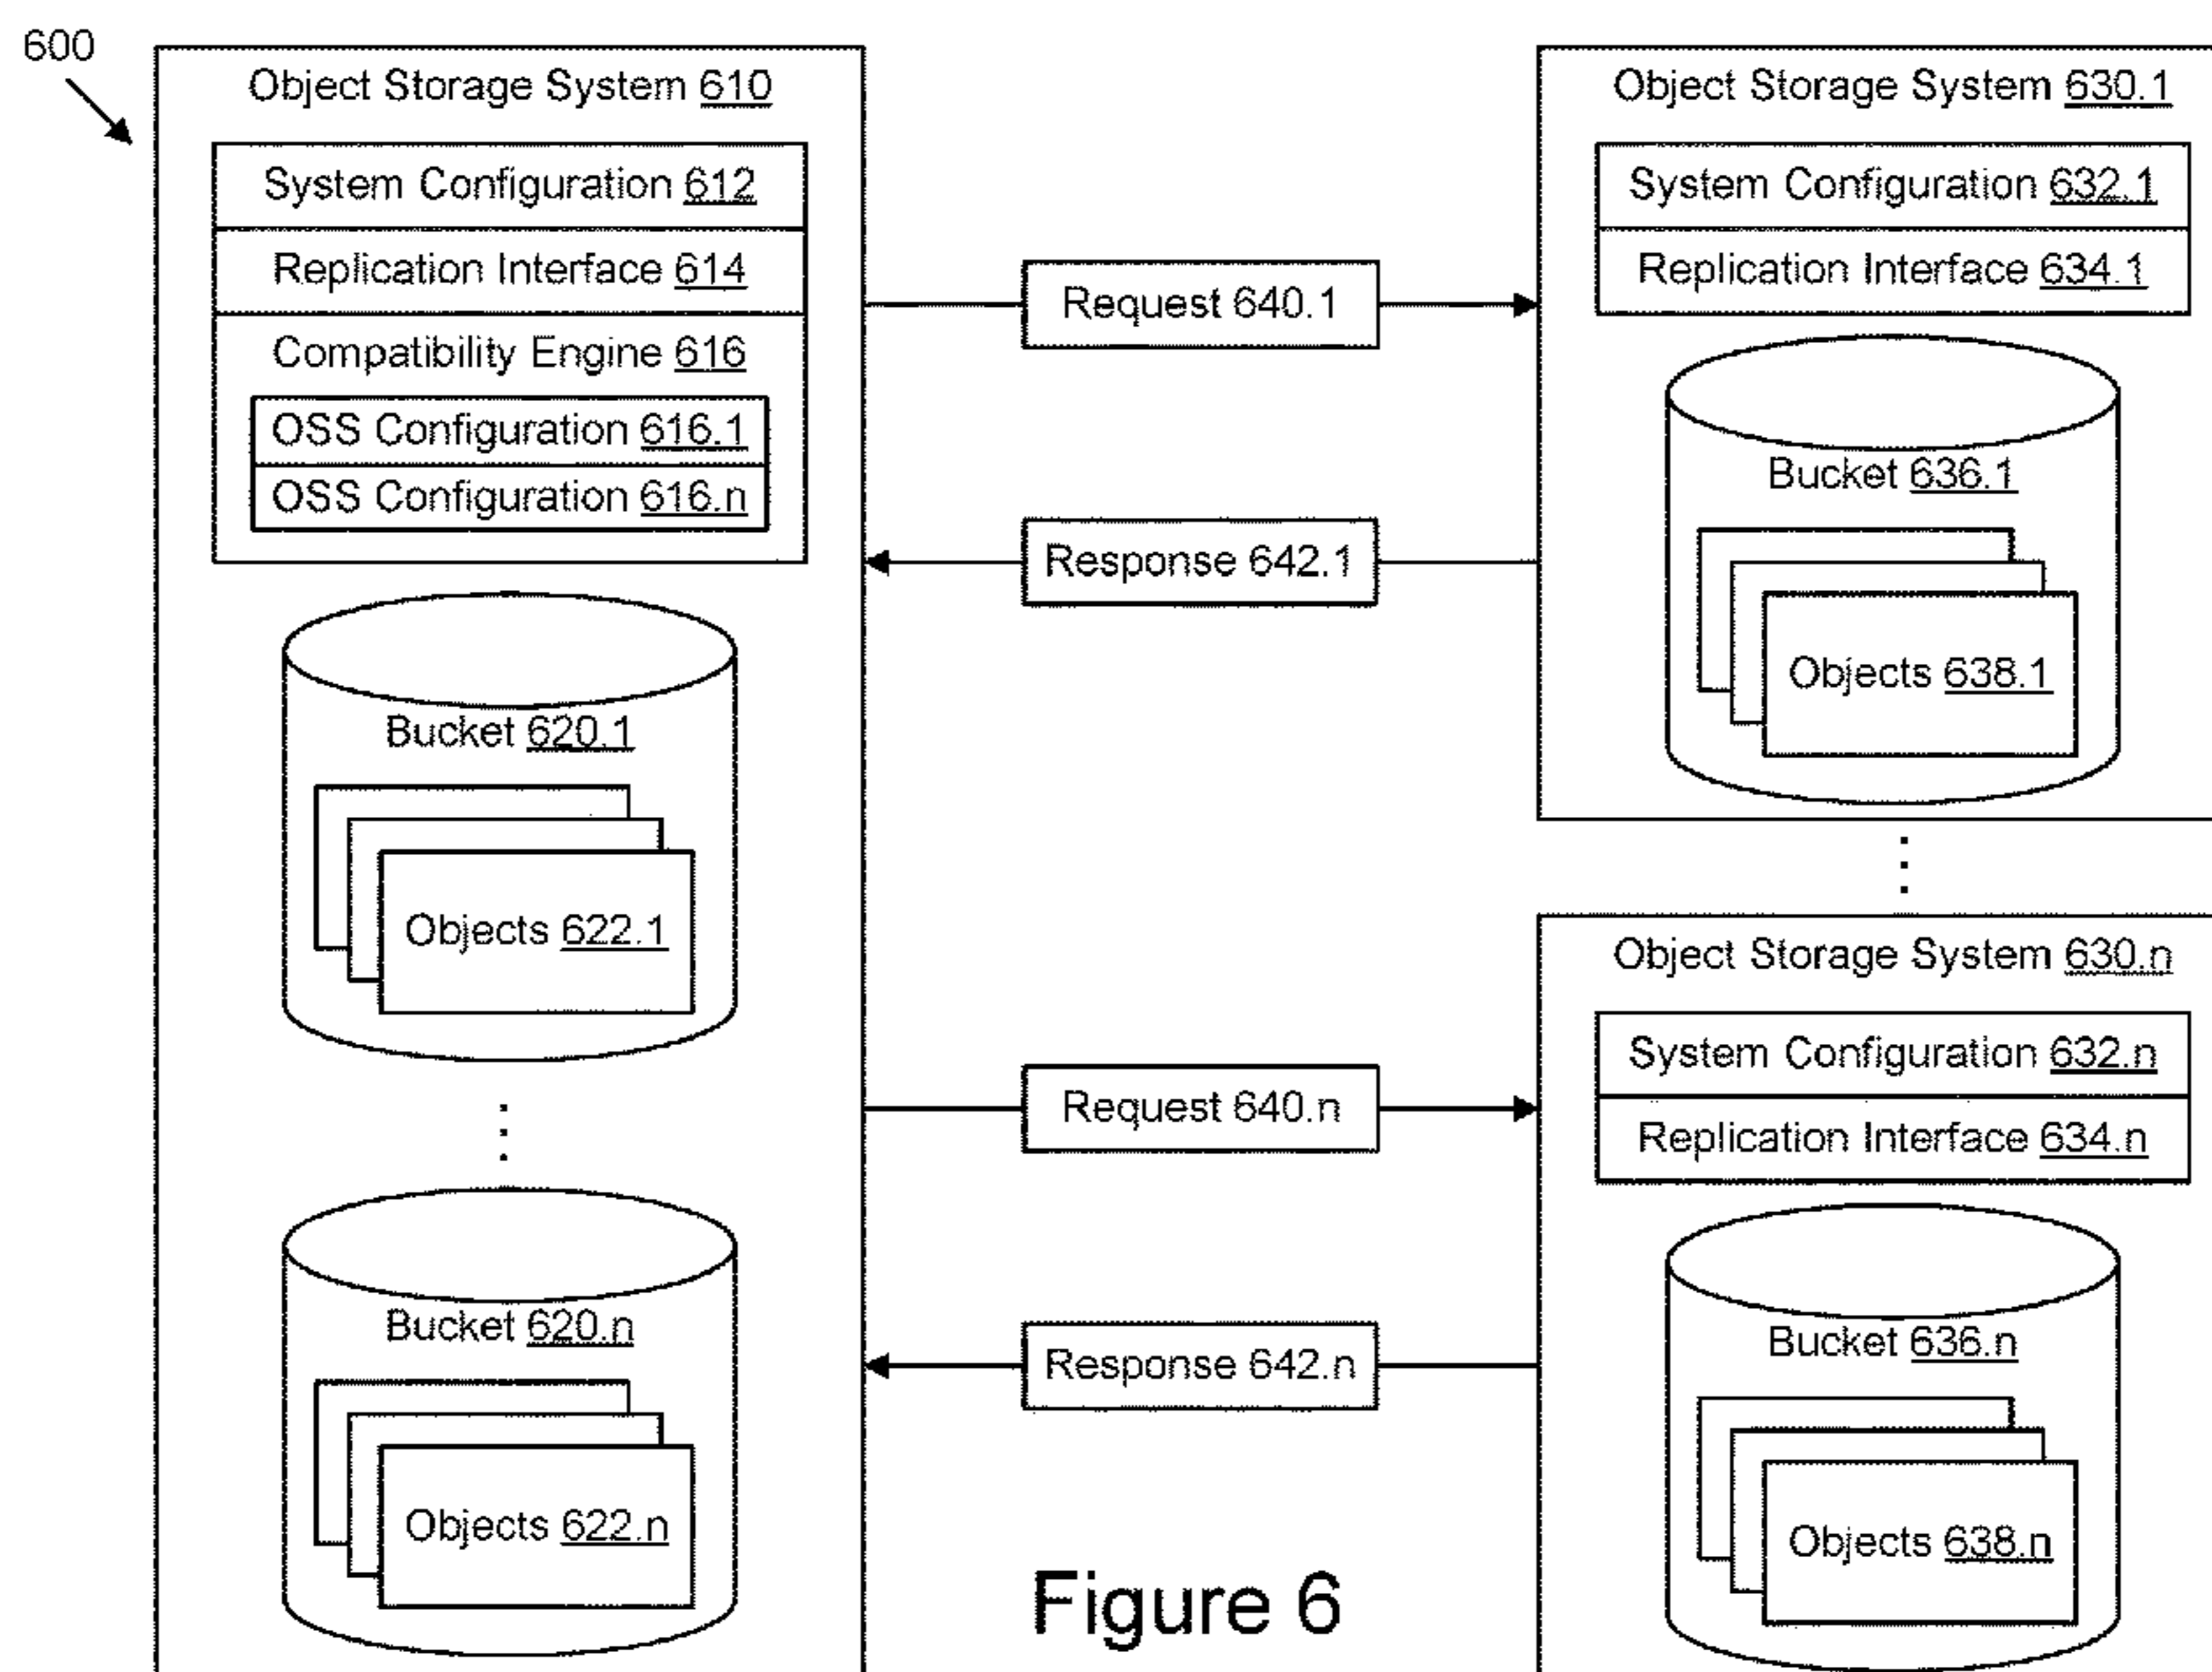 600
Object Storage System 610
System Configuration 612
Replication Interface 614
Compatibility Engine 616
OSS Configuration 616.1
OSS Configuration 616.n
Bucket 620.1
Objects 622.1
Bucket 620.n
Objects 622.n
Request 640.1
Response 642.1
Request 640.n
Response 642.n
Object Storage System 630.1
System Configuration 632.1
Replication Interface 634.1
Bucket 636.1
Objects 638.1
Object Storage System 630.n
System Configuration 632.n
Replication Interface 634.n
Bucket 636.n
Objects 638.n
Figure 6